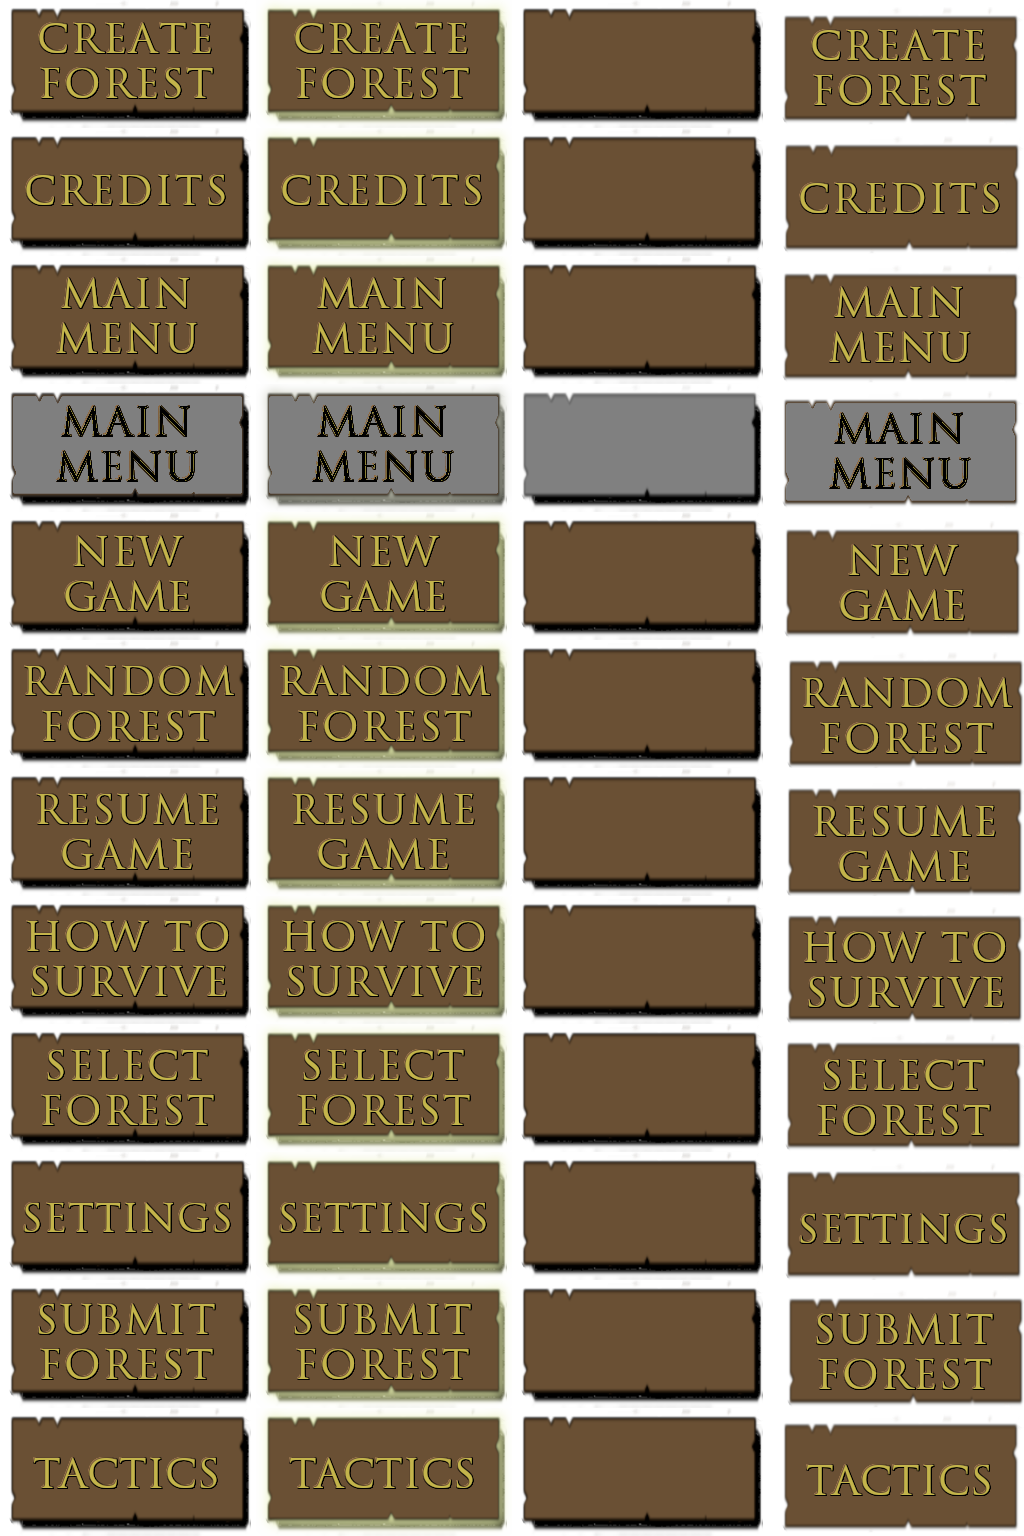 CREATE FOREST
CREATE FOREST
CREATE FOREST
CREDITS
CREDITS
CREDITS
MAIN MENU
MAIN MENU
MAIN MENU
MAIN MENU
MAIN MENU
MAIN MENU
NEW GAME
NEW GAME
NEW GAME
RANDOM FOREST
RANDOM FOREST
RANDOM FOREST
RESUME GAME
RESUME GAME
RESUME GAME
HOW TO SURVIVE
HOW TO SURVIVE
HOW TO SURVIVE
SELECT FOREST
SELECT FOREST
SELECT FOREST
SETTINGS
SETTINGS
SETTINGS
SUBMIT FOREST
SUBMIT FOREST
SUBMIT FOREST
TACTICS
TACTICS
TACTICS